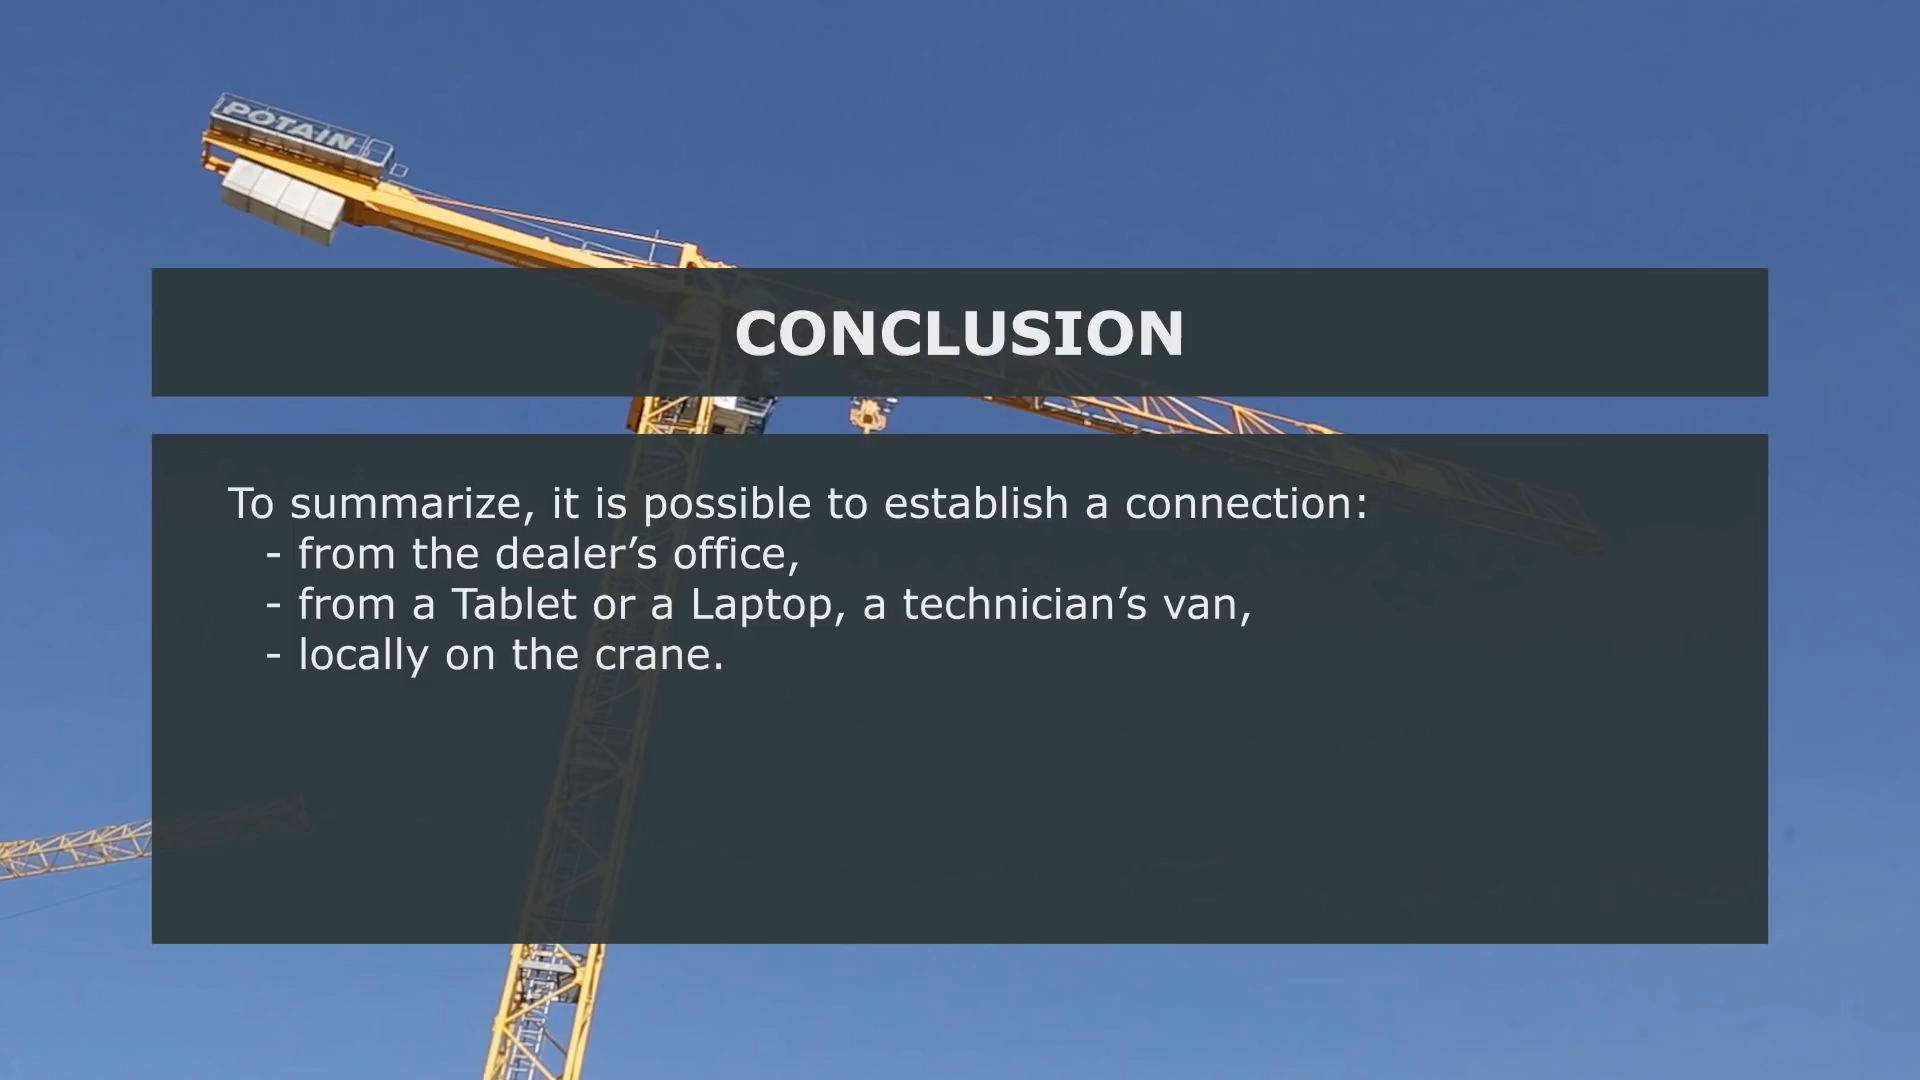 POTAIN
CONCLUSION
To summarize, it is possible to establish a connection:
- from the dealer’s office,
- from a Tablet or a Laptop, a technician’s van,
- locally on the crane.